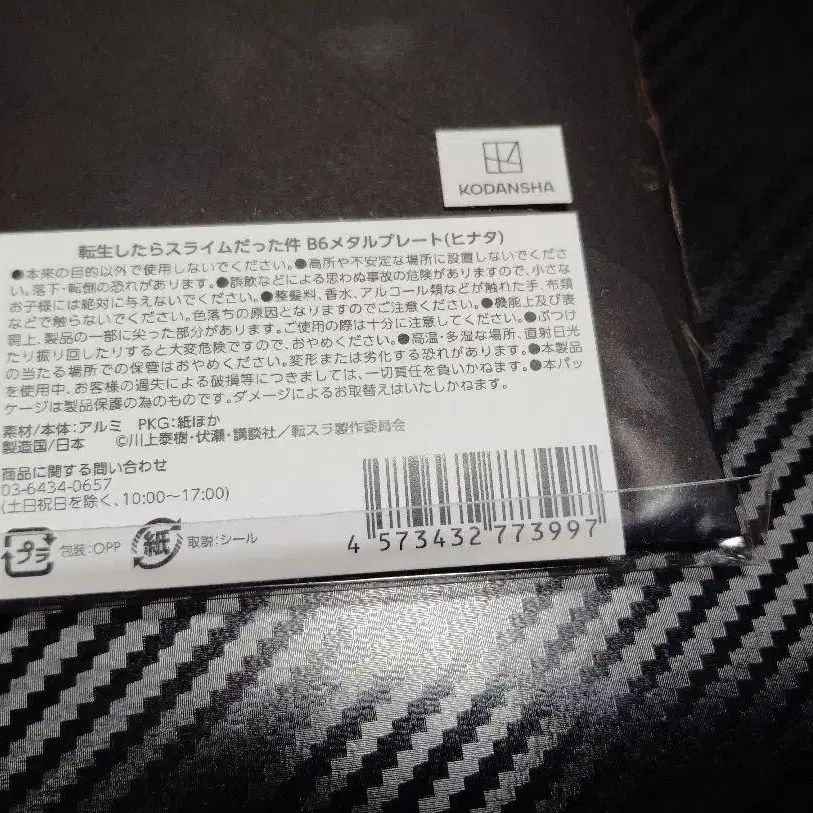 KODANSHA
転生したらスライムだった件 B6メタルプレート(ヒナタ)
●本来の目的以外で使用しないでください。●高所や不安定な場所に設置しないでくださ
い。落下・転倒の恐れがあります。●誤飲などによる思わぬ事故の危険がありますので、小さな
お子様には絶対に与えないでください。●整髪料、香水、アルコール類などが触れた手、布類
などで触らないでください。色落ちの原因となりますのでご注意ください。●機能上及び表
調上、製品の一部に尖った部分があります。ご使用の際は十分に注意してください。●ぶつけ
たり振り回したりすると大変危険ですので、おやめください。●高温・多湿な場所、直射日光
の当たる場所での保管はおやめください。変形または劣化する恐れがあります。●本製品
を使用中、お客様の過失による破損等につきましては、一切責任を負いかねます。●本パッ
ケージは製品保護の為のものです。ダメージによるお取替えはいたしかねます。
素材/本体:アルミ PKG:紙ほか
製造国/日本 ©川上泰樹・伏瀬・講談社/転スラ製作委員会
商品に関する問い合わせ
03-6434-0657
(土日祝日を除く、10:00〜17:00)
プラ 包装:OPP 紙 取説:シール
4 573432 773997